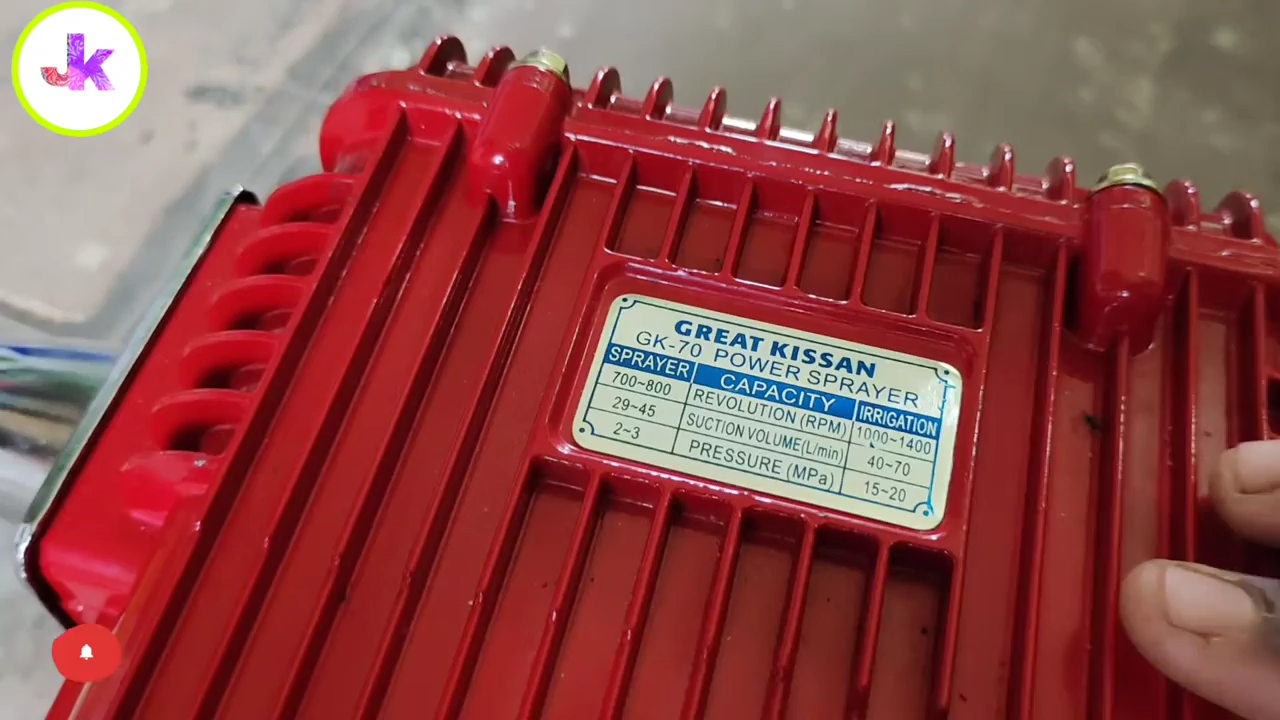 Jk
GREAT KISSAN
GK-70 POWER SPRAYER
SPRAYER CAPACITY IRRIGATION
700~800 REVOLUTION (RPM) 1000~1400
29~45 SUCTION VOLUME(L/min) 40~70
2~3 PRESSURE (MPa) 15~20